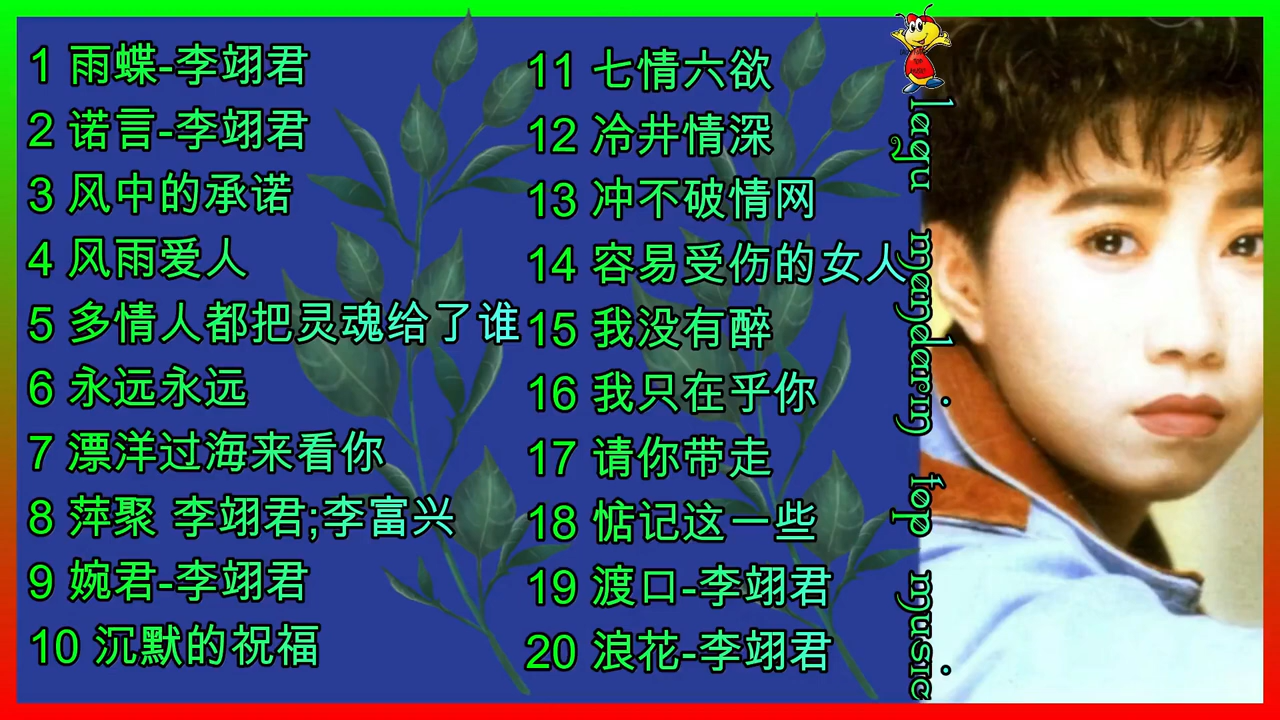 1 雨蝶-李翊君
2 诺言-李翊君
3 风中的承诺
4 风雨爱人
5 多情人都把灵魂给了谁
6 永远永远
7 漂洋过海来看你
8 萍聚 李翊君;李富兴
9 婉君-李翊君
10 沉默的祝福
11 七情六欲
12 冷井情深
13 冲不破情网
14 容易受伤的女人
15 我没有醉
16 我只在乎你
17 请你带走
18 惦记这一些
19 渡口-李翊君
20 浪花-李翊君
lagu mandarin top music